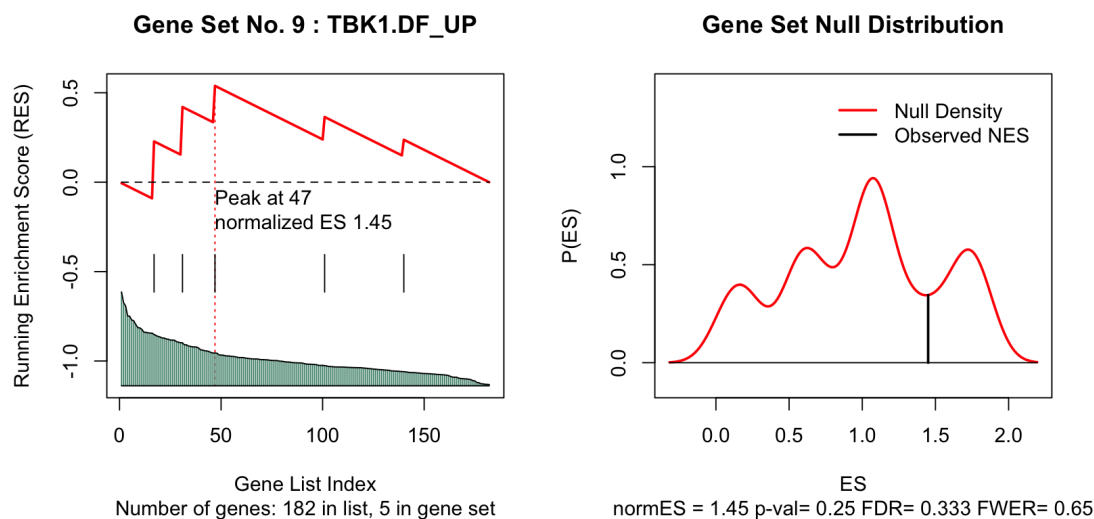 Gene Set No. 9 : TBK1.DF_UP
Running Enrichment Score (RES)
0.5
0.0
-0.5
-1.0
Peak at 47
normalized ES 1.45
0 50 100 150
Gene List Index
Number of genes: 182 in list, 5 in gene set
Gene Set Null Distribution
P(ES)
1.0
0.5
0.0
Null Density
Observed NES
0.0 0.5 1.0 1.5 2.0
ES
normES = 1.45 p-val= 0.25 FDR= 0.333 FWER= 0.65